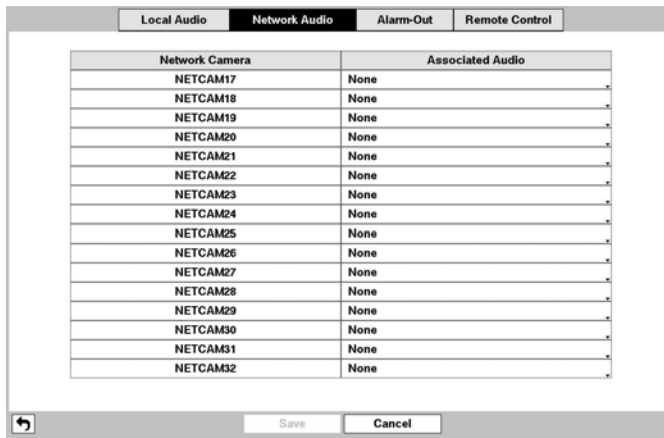 Local Audio Network Audio Alarm-Out Remote Control
Network Camera Associated Audio
NETCAM17 None
NETCAM18 None
NETCAM19 None
NETCAM20 None
NETCAM21 None
NETCAM22 None
NETCAM23 None
NETCAM24 None
NETCAM25 None
NETCAM26 None
NETCAM27 None
NETCAM28 None
NETCAM29 None
NETCAM30 None
NETCAM31 None
NETCAM32 None
Save Cancel